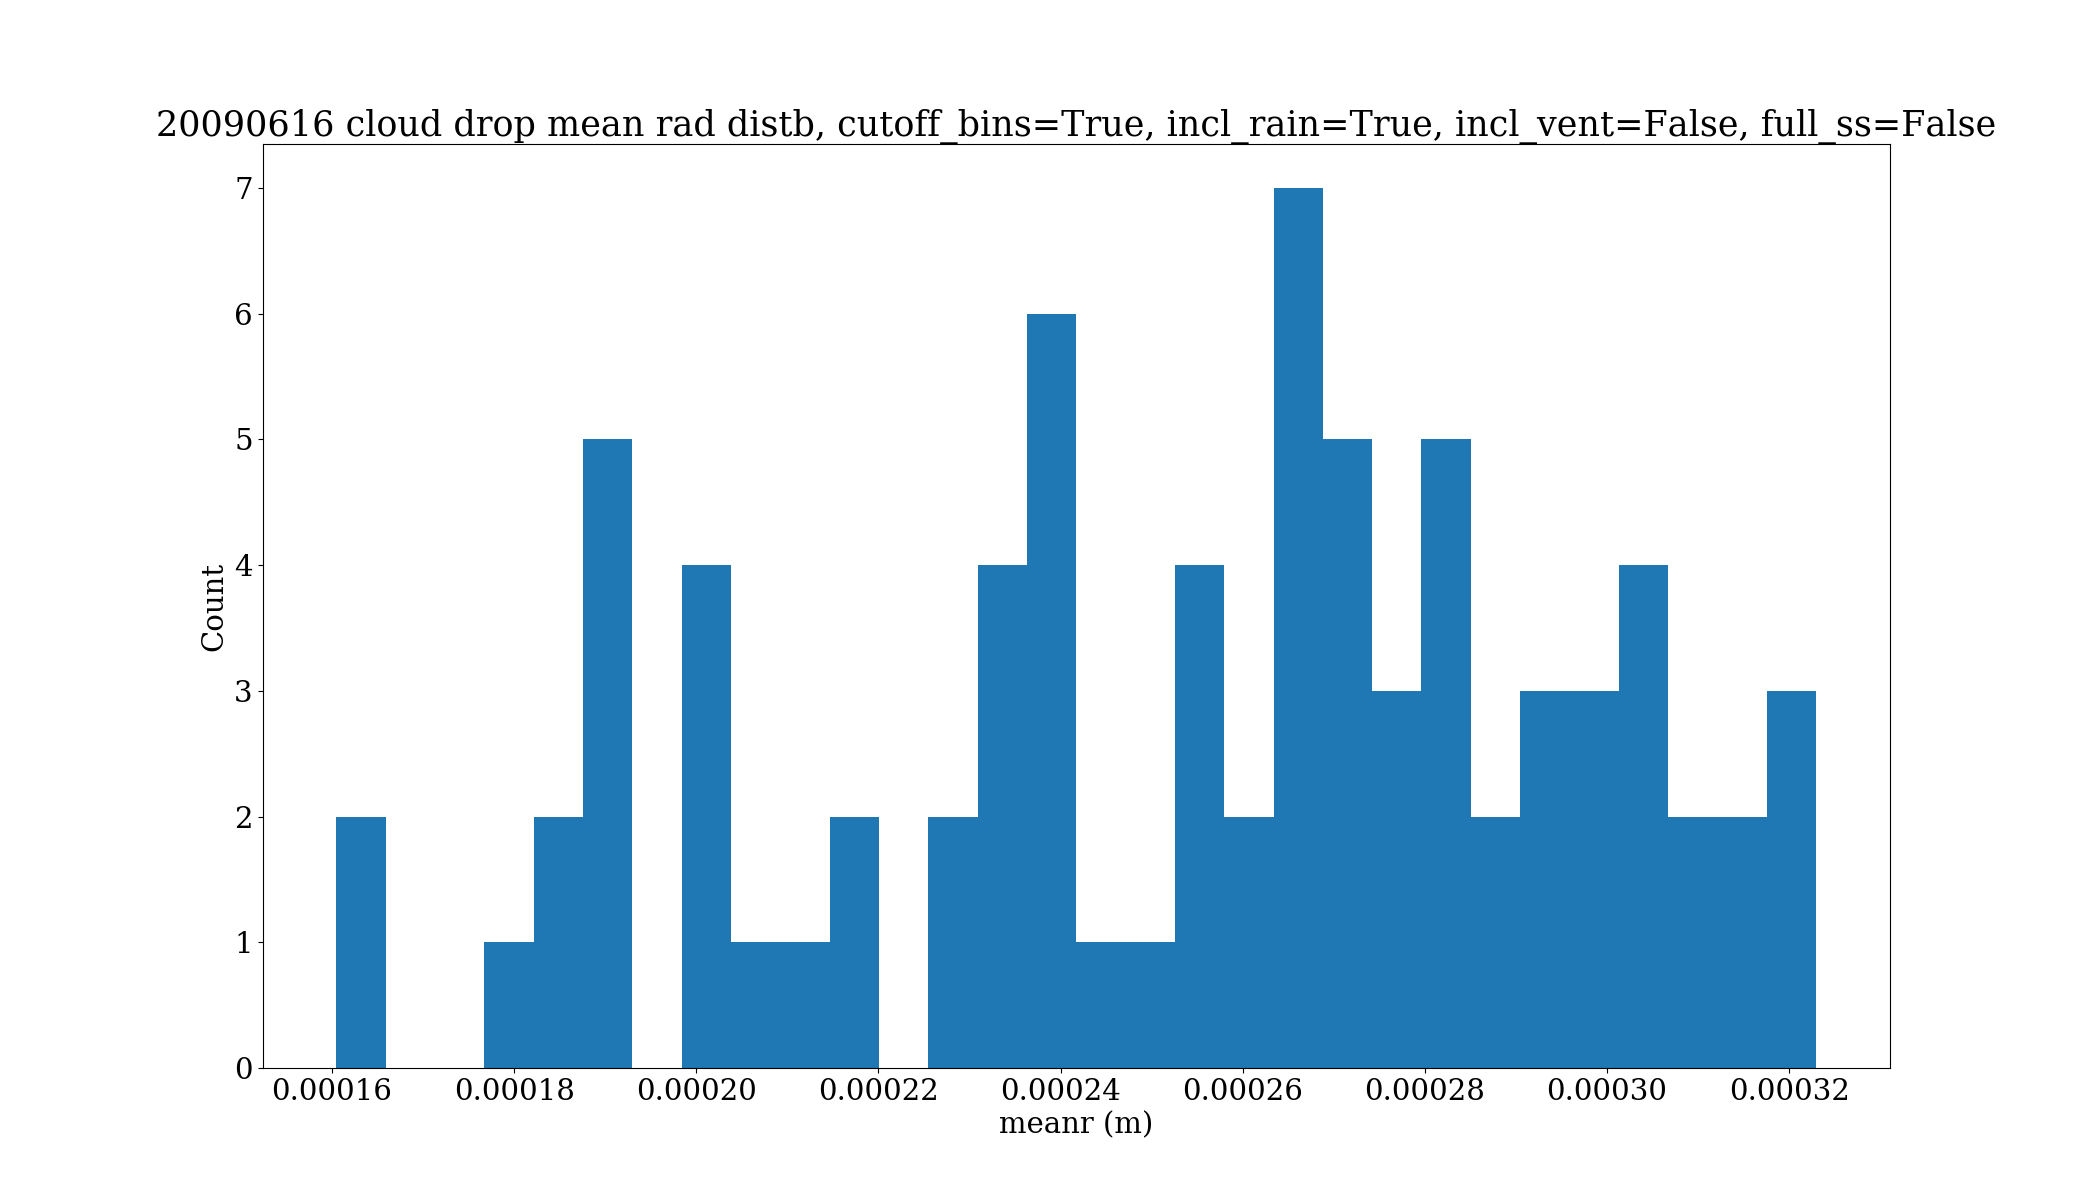 20090616 cloud drop mean rad distb, cutoff_bins=True, incl_rain=True, incl_vent=False, full_ss=False
7
6
5
4
3
2
1
0
Count
0.00016 0.00018 0.00020 0.00022 0.00024 0.00026 0.00028 0.00030 0.00032
meanr (m)